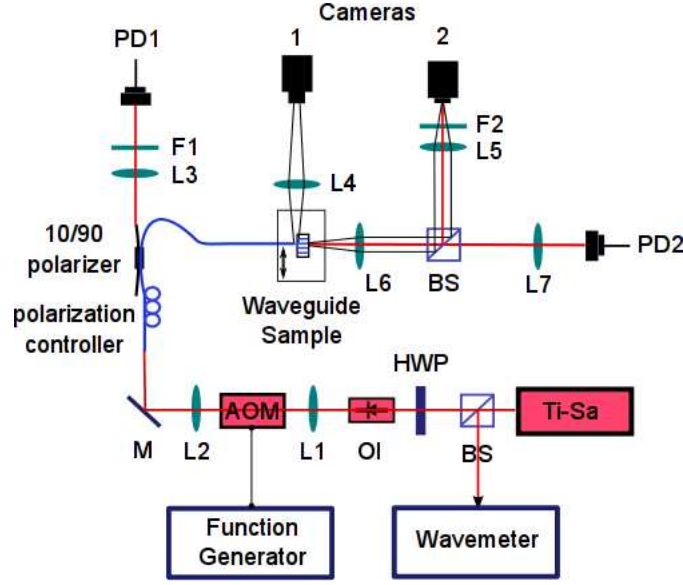 Cameras
PD1
1
2
F1
L3
F2
L5
L4
10/90
polarizer
PD2
Waveguide
Sample
L6
BS
L7
polarization
controller
HWP
AOM
Ti-Sa
M
L2
L1
OI
BS
Function
Generator
Wavemeter